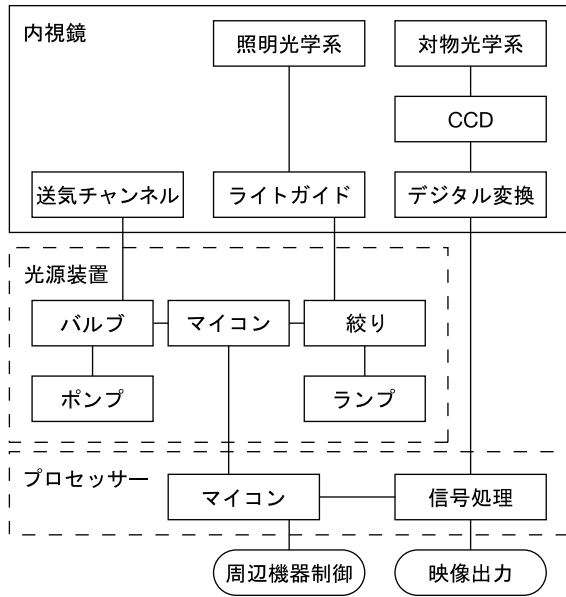 内視鏡
照明光学系
対物光学系
CCD
送気チャンネル
ライトガイド
デジタル変換
光源装置
バルブ
マイコン
絞り
ポンプ
ランプ
プロセッサー
マイコン
信号処理
周辺機器制御
映像出力